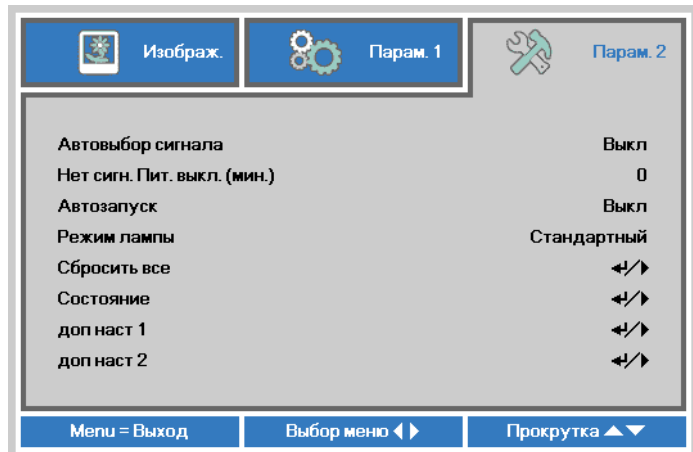 Изображ. Парам. 1 Парам. 2
Автовыбор сигнала Выкл
Нет сигн. Пит. выкл. (мин.) 0
Автозапуск Выкл
Режим лампы Стандартный
Сбросить все
Состояние
доп наст 1
доп наст 2
Menu = Выход Выбор меню Прокрутка